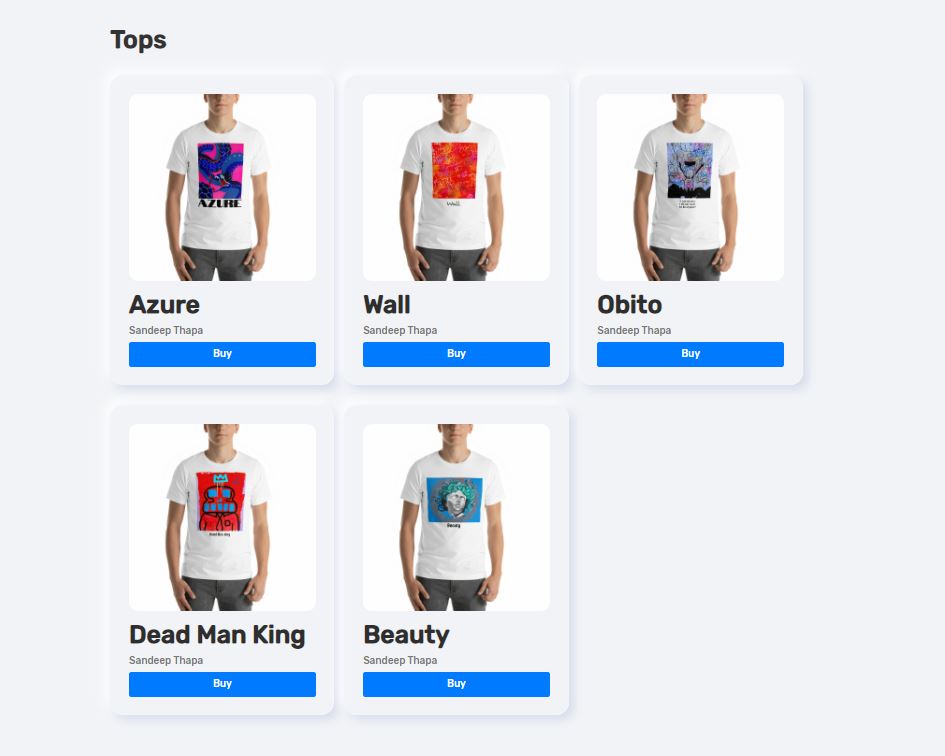 Tops
AZURE
Wall
Azure
Sandeep Thapa
Buy
Wall
Sandeep Thapa
Buy
Obito
Sandeep Thapa
Buy
Dead Man King
Beauty
Dead Man King
Sandeep Thapa
Buy
Beauty
Sandeep Thapa
Buy